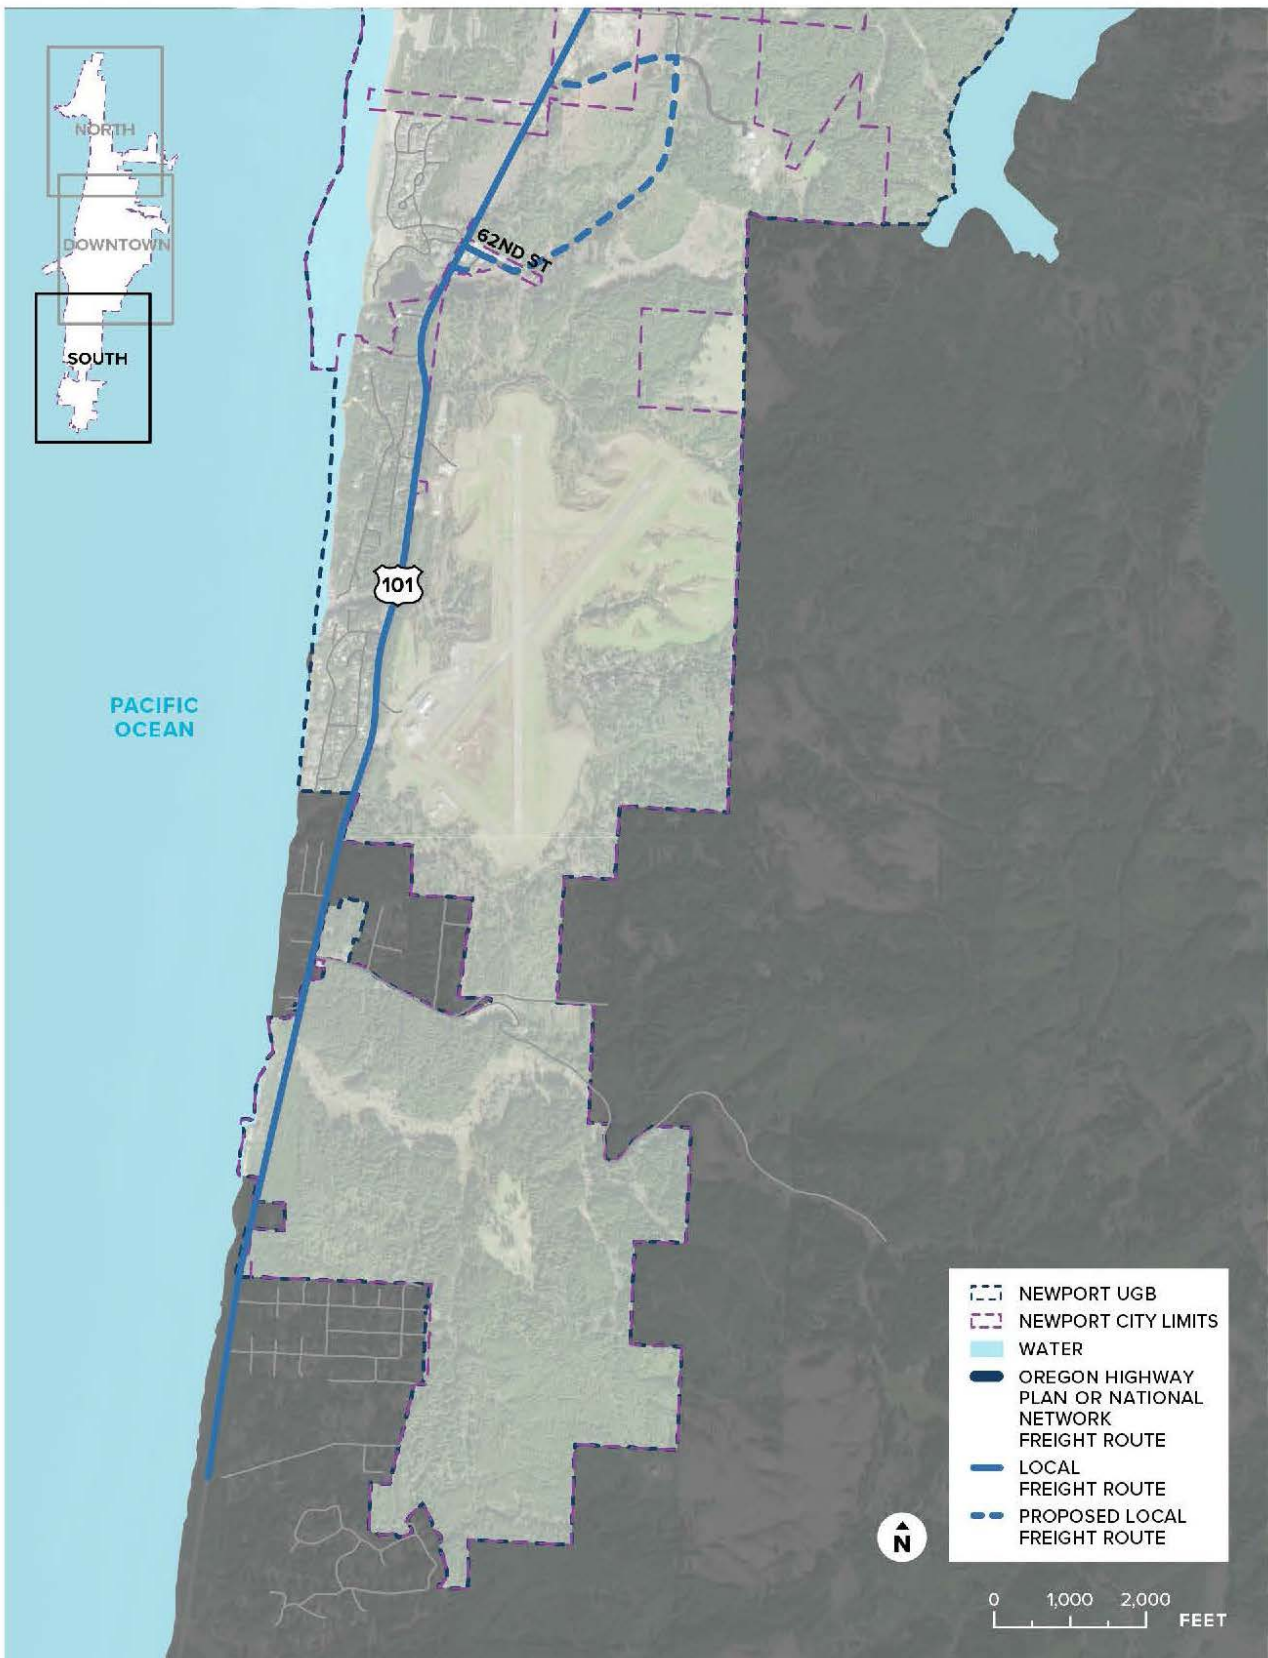 NORTH
DOWNTOWN
SOUTH
62ND ST
101
PACIFIC
OCEAN
NEWPORT UGB
NEWPORT CITY LIMITS
WATER
OREGON HIGHWAY
PLAN OR NATIONAL
NETWORK
FREIGHT ROUTE
LOCAL
FREIGHT ROUTE
PROPOSED LOCAL
FREIGHT ROUTE
N
0 1,000 2,000
FEET